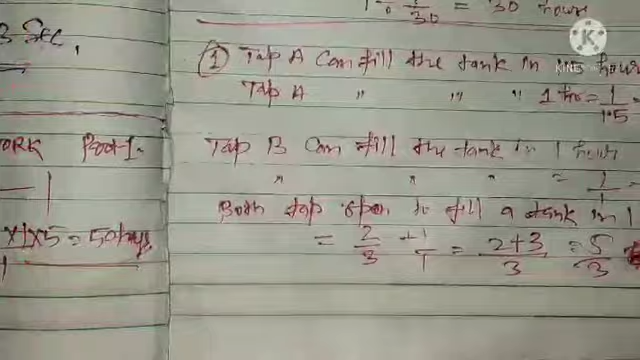 = 30 hour
3 Sec,
① Tap A Can fill the tank in 1.5 hour
Tap A " " " 1 hr = 1/1.5 =
ORK Part-1.
Tap B Can fill the tank in 1 hour
" " " = 1/1 =
Both tap open to fill a tank in 1
x1x5 = 50 Days
= 2/3 + 1/1 = 2+3/3 = 5/3
K